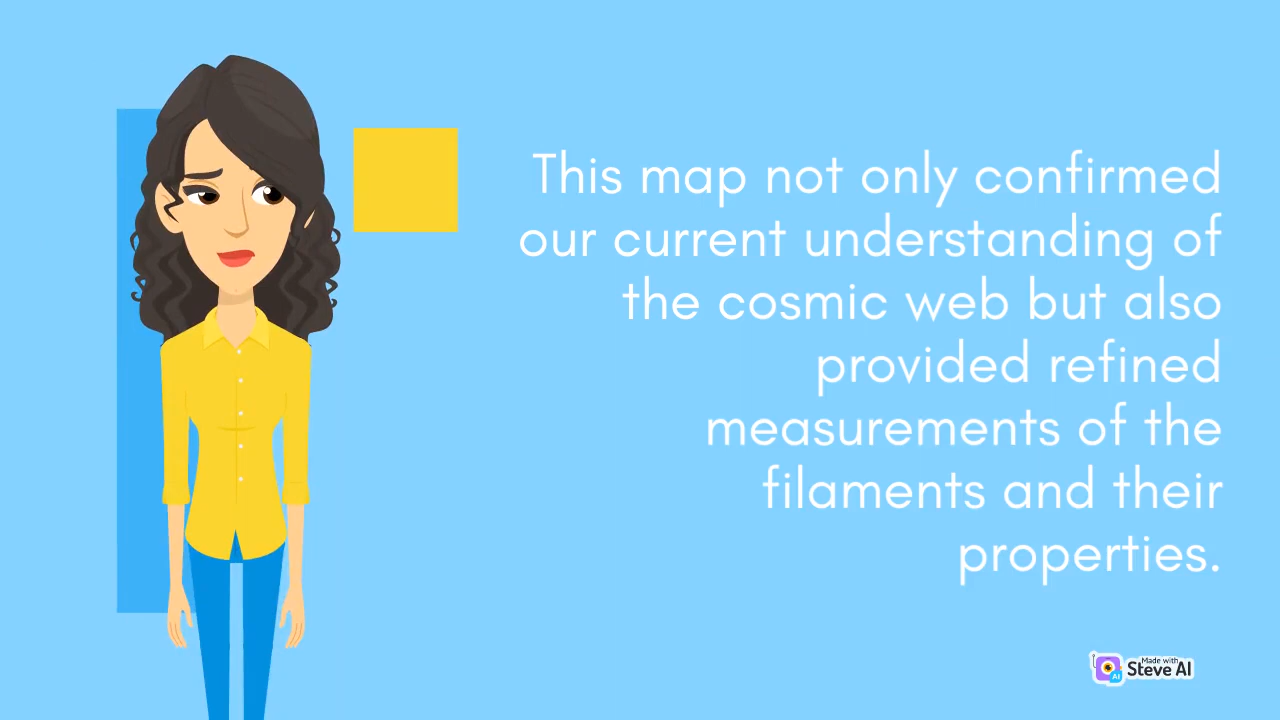 This map not only confirmed
our current understanding of
the cosmic web but also
provided refined
measurements of the
filaments and their
properties.
Made with
Steve AI
AI